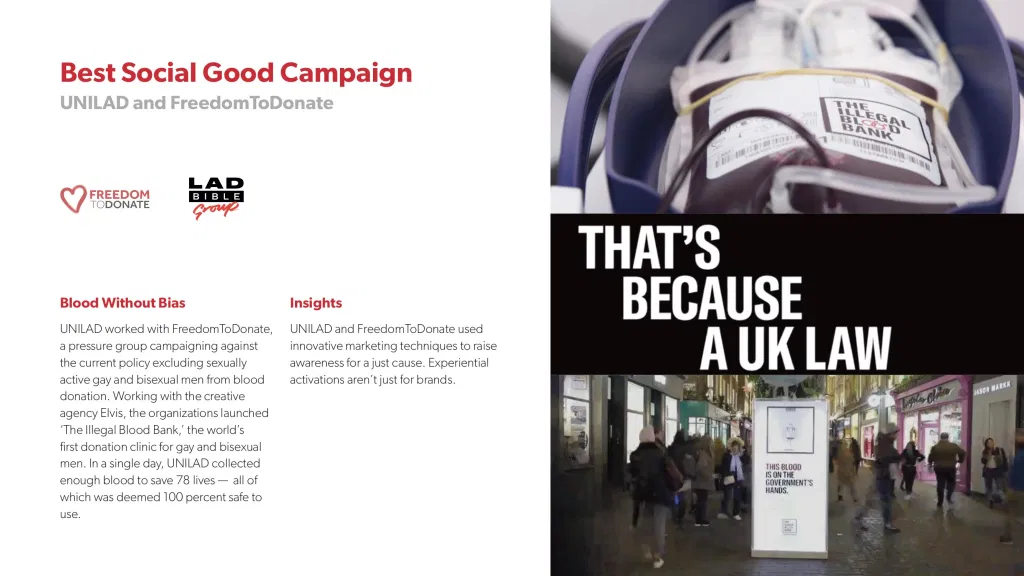 Best Social Good Campaign
UNILAD and FreedomToDonate
FREEDOM
TODONATE
LAD
BIBLE
Group
Blood Without Bias
UNILAD worked with FreedomToDonate,
a pressure group campaigning against
the current policy excluding sexually
active gay and bisexual men from blood
donation. Working with the creative
agency Elvis, the organizations launched
‘The Illegal Blood Bank,’ the world’s
first donation clinic for gay and bisexual
men. In a single day, UNILAD collected
enough blood to save 78 lives — all of
which was deemed 100 percent safe to
use.
Insights
UNILAD and FreedomToDonate used
innovative marketing techniques to raise
awareness for a just cause. Experiential
activations aren’t just for brands.
THE
ILLEGAL
BLOOD
BANK
THAT’S
BECAUSE
A UK LAW
JASON MARKK
THIS BLOOD
IS ON THE
GOVERNMENT’S
HANDS.